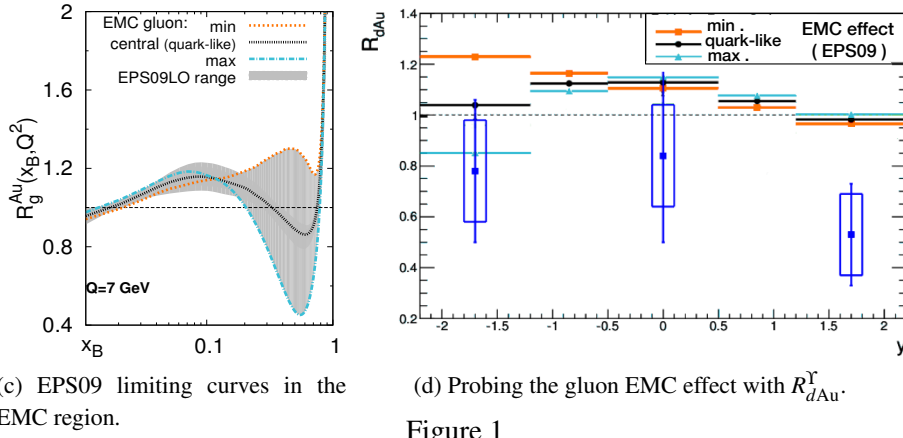 2
1.6
1.2
0.8
0.4
R_g^Au(x_B,Q^2)
EMC gluon: min
central (quark-like)
max
EPS09LO range
Q=7 GeV
x_B 0.1 1
(c) EPS09 limiting curves in the
EMC region.
R_dAu
1.4
1.2
1
0.8
0.6
0.4
0.2
min .
quark-like
max .
EMC effect
( EPS09 )
-2 -1.5 -1 -0.5 0 0.5 1 1.5 2
y
(d) Probing the gluon EMC effect with R_dAu^Υ.
Figure 1